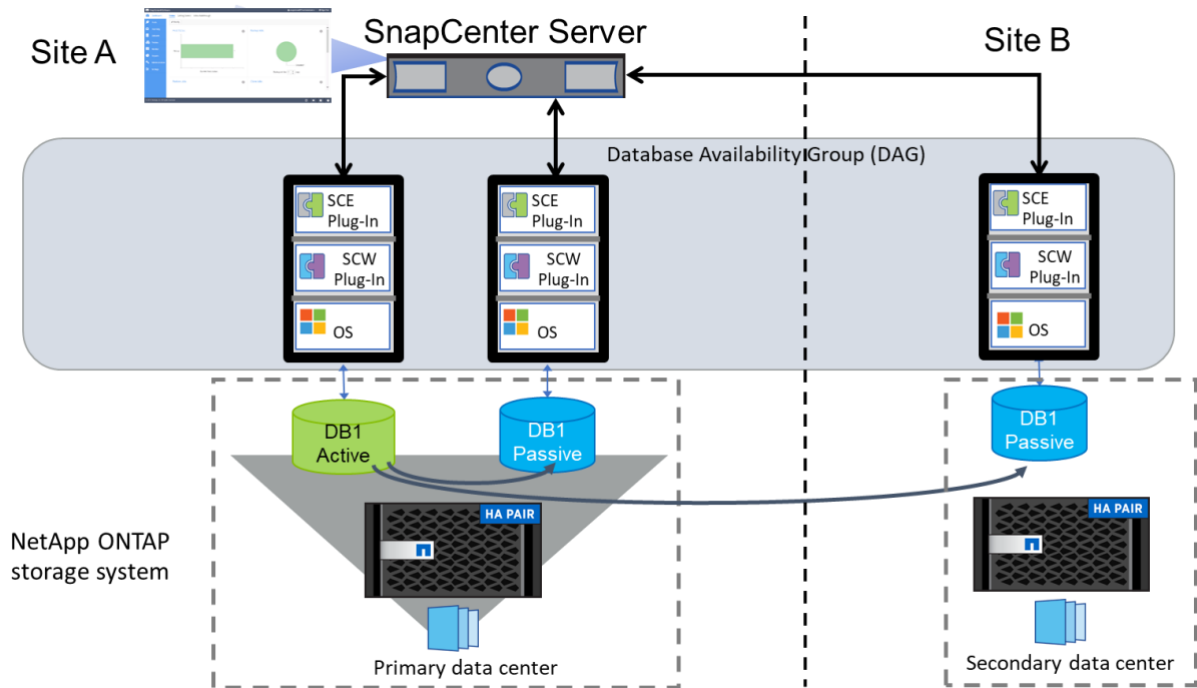 Site A
SnapCenter Server
Site B
Database Availability Group (DAG)
SCE
Plug-In
SCW
Plug-In
OS
SCE
Plug-In
SCW
Plug-In
OS
SCE
Plug-In
SCW
Plug-In
OS
DB1
Active
DB1
Passive
DB1
Passive
HA PAIR
HA PAIR
NetApp ONTAP
storage system
Primary data center
Secondary data center